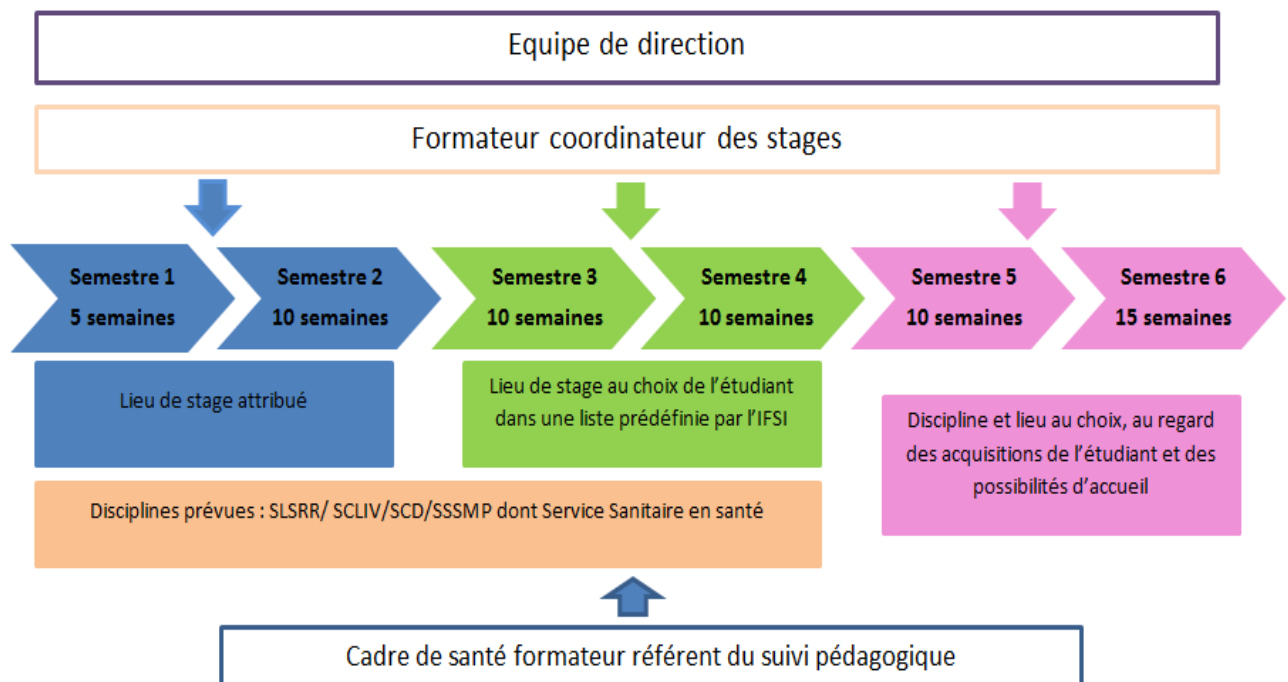 Equipe de direction
Formateur coordinateur des stages
Semestre 1
5 semaines
Semestre 2
10 semaines
Semestre 3
10 semaines
Semestre 4
10 semaines
Semestre 5
10 semaines
Semestre 6
15 semaines
Lieu de stage attribué
Lieu de stage au choix de l’étudiant
dans une liste prédéfinie par l’IFSI
Discipline et lieu au choix, au regard
des acquisitions de l’étudiant et des
possibilités d’accueil
Disciplines prévues : SLSRR/ SCLIV/SCD/SSSMP dont Service Sanitaire en santé
Cadre de santé formateur référent du suivi pédagogique